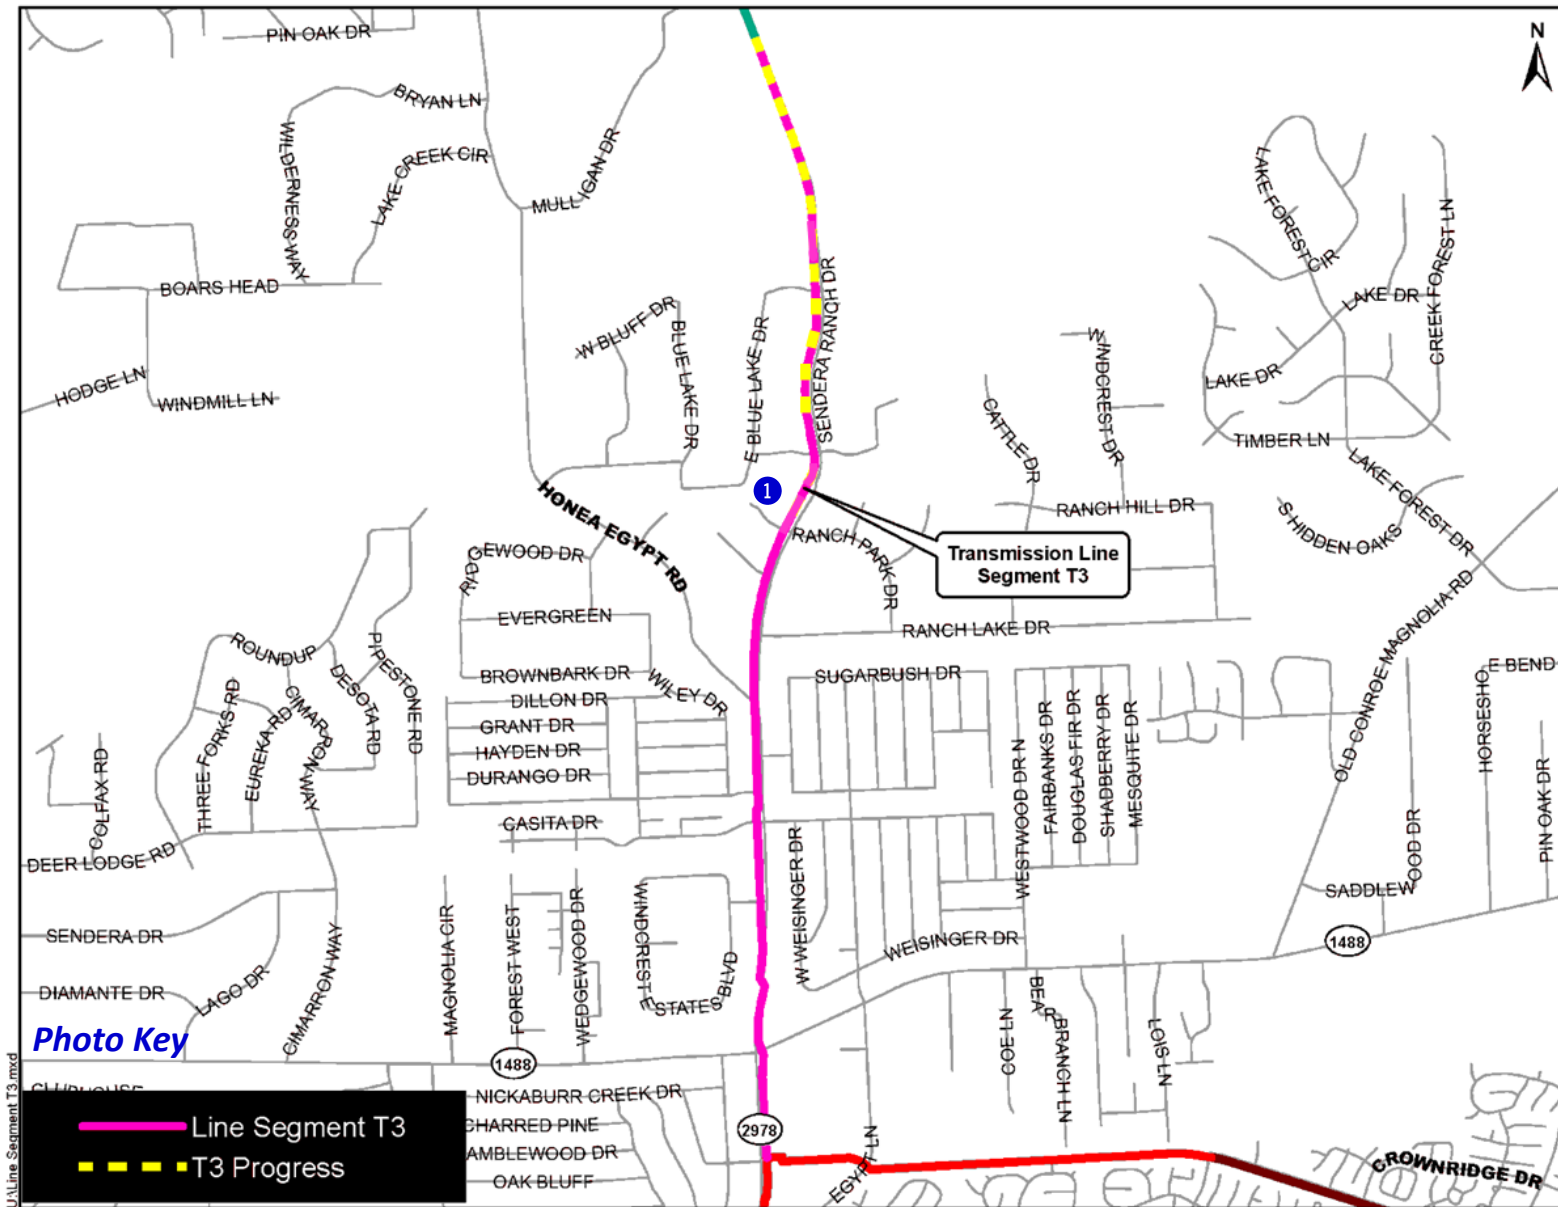 PIN OAK DR
N
BRYAN LN
WILDERNESS WAY
LAKE CREEK CIR
MULLIGAN DR
LAKE FOREST CIR
CREEK FOREST LN
BOARS HEAD
SENDERA RANCH DR
LAKE DR
W BLUFF DR
BLUE LAKE DR
E BLUE LAKE DR
WINDCREST DR
HODGE LN
WINDMILL LN
LAKE DR
CATTLE DR
TIMBER LN
LAKE FOREST DR
HONEA EGYPT RD
1
RANCH HILL DR
S HIDDEN OAKS
RIDGEWOOD DR
RANCH PARK DR
Transmission Line
Segment T3
EVERGREEN
RANCH LAKE DR
OLD CONROE MAGNOLIA RD
ROUNDUP
DESOTA RD
PIPESTONE RD
BROWNBARK DR
WILEY DR
SUGARBUSH DR
E BEND
HORSESHO
THREE FORKS RD
EUREKA RD
CIMARRON WAY
DILLON DR
GRANT DR
HAYDEN DR
DURANGO DR
WESTWOOD DR N
FAIRBANKS DR
DOUGLAS FIR DR
SHADBERRY DR
MESQUITE DR
COLFAX RD
CASITA DR
PIN OAK DR
DEER LODGE RD
W WEISINGER DR
SADDLEWOOD DR
MAGNOLIA CIR
FOREST WEST
WEDGEWOOD DR
WINDCREST ESTATES BLVD
SENDERA DR
WEISINGER DR
1488
DIAMANTE DR
LAGO DR
CIMARRON WAY
COE LN
BEAR BRANCH LN
LOIS LN
Photo Key
1488
NICKABURR CREEK DR
Line Segment T3
CHARRED PINE
2978
T3 Progress
AMBLEWOOD DR
OAK BLUFF
EGYPT LN
CROWNRIDGE DR
U:\Line Segment T3.mxd